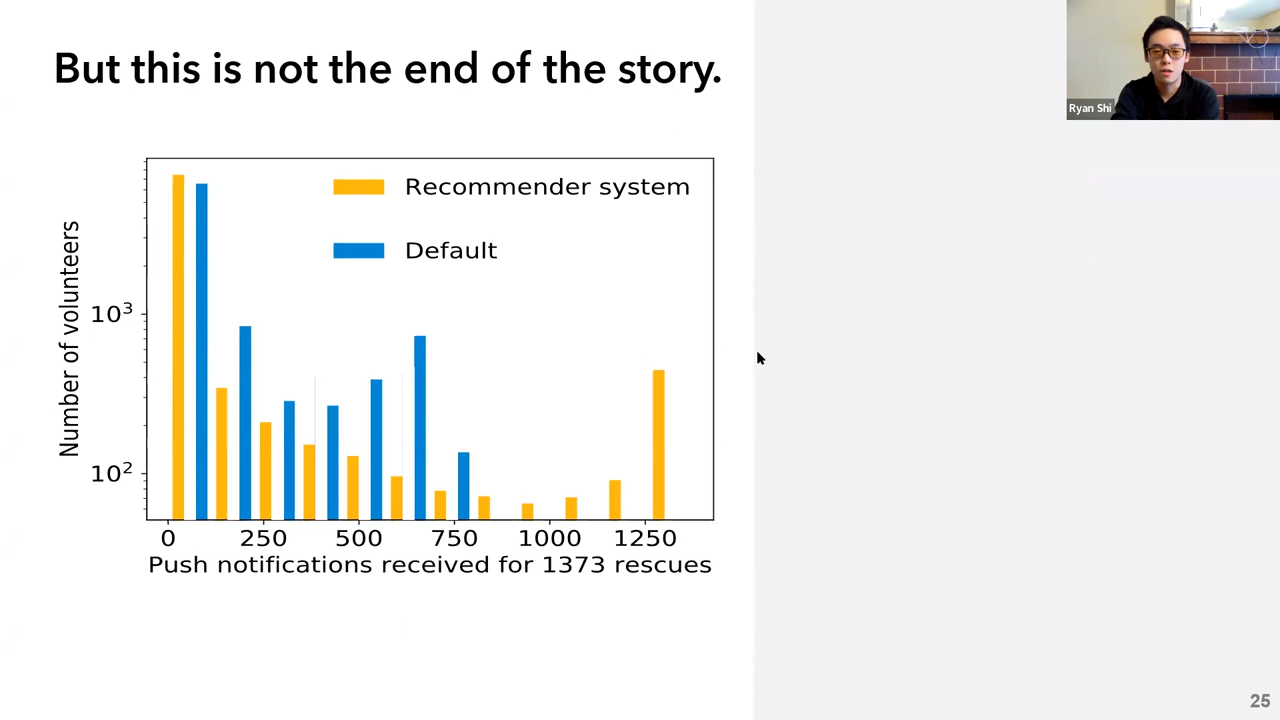 But this is not the end of the story.
Ryan Shi
Recommender system
Default
Number of volunteers
10³
10²
0 250 500 750 1000 1250
Push notifications received for 1373 rescues
25